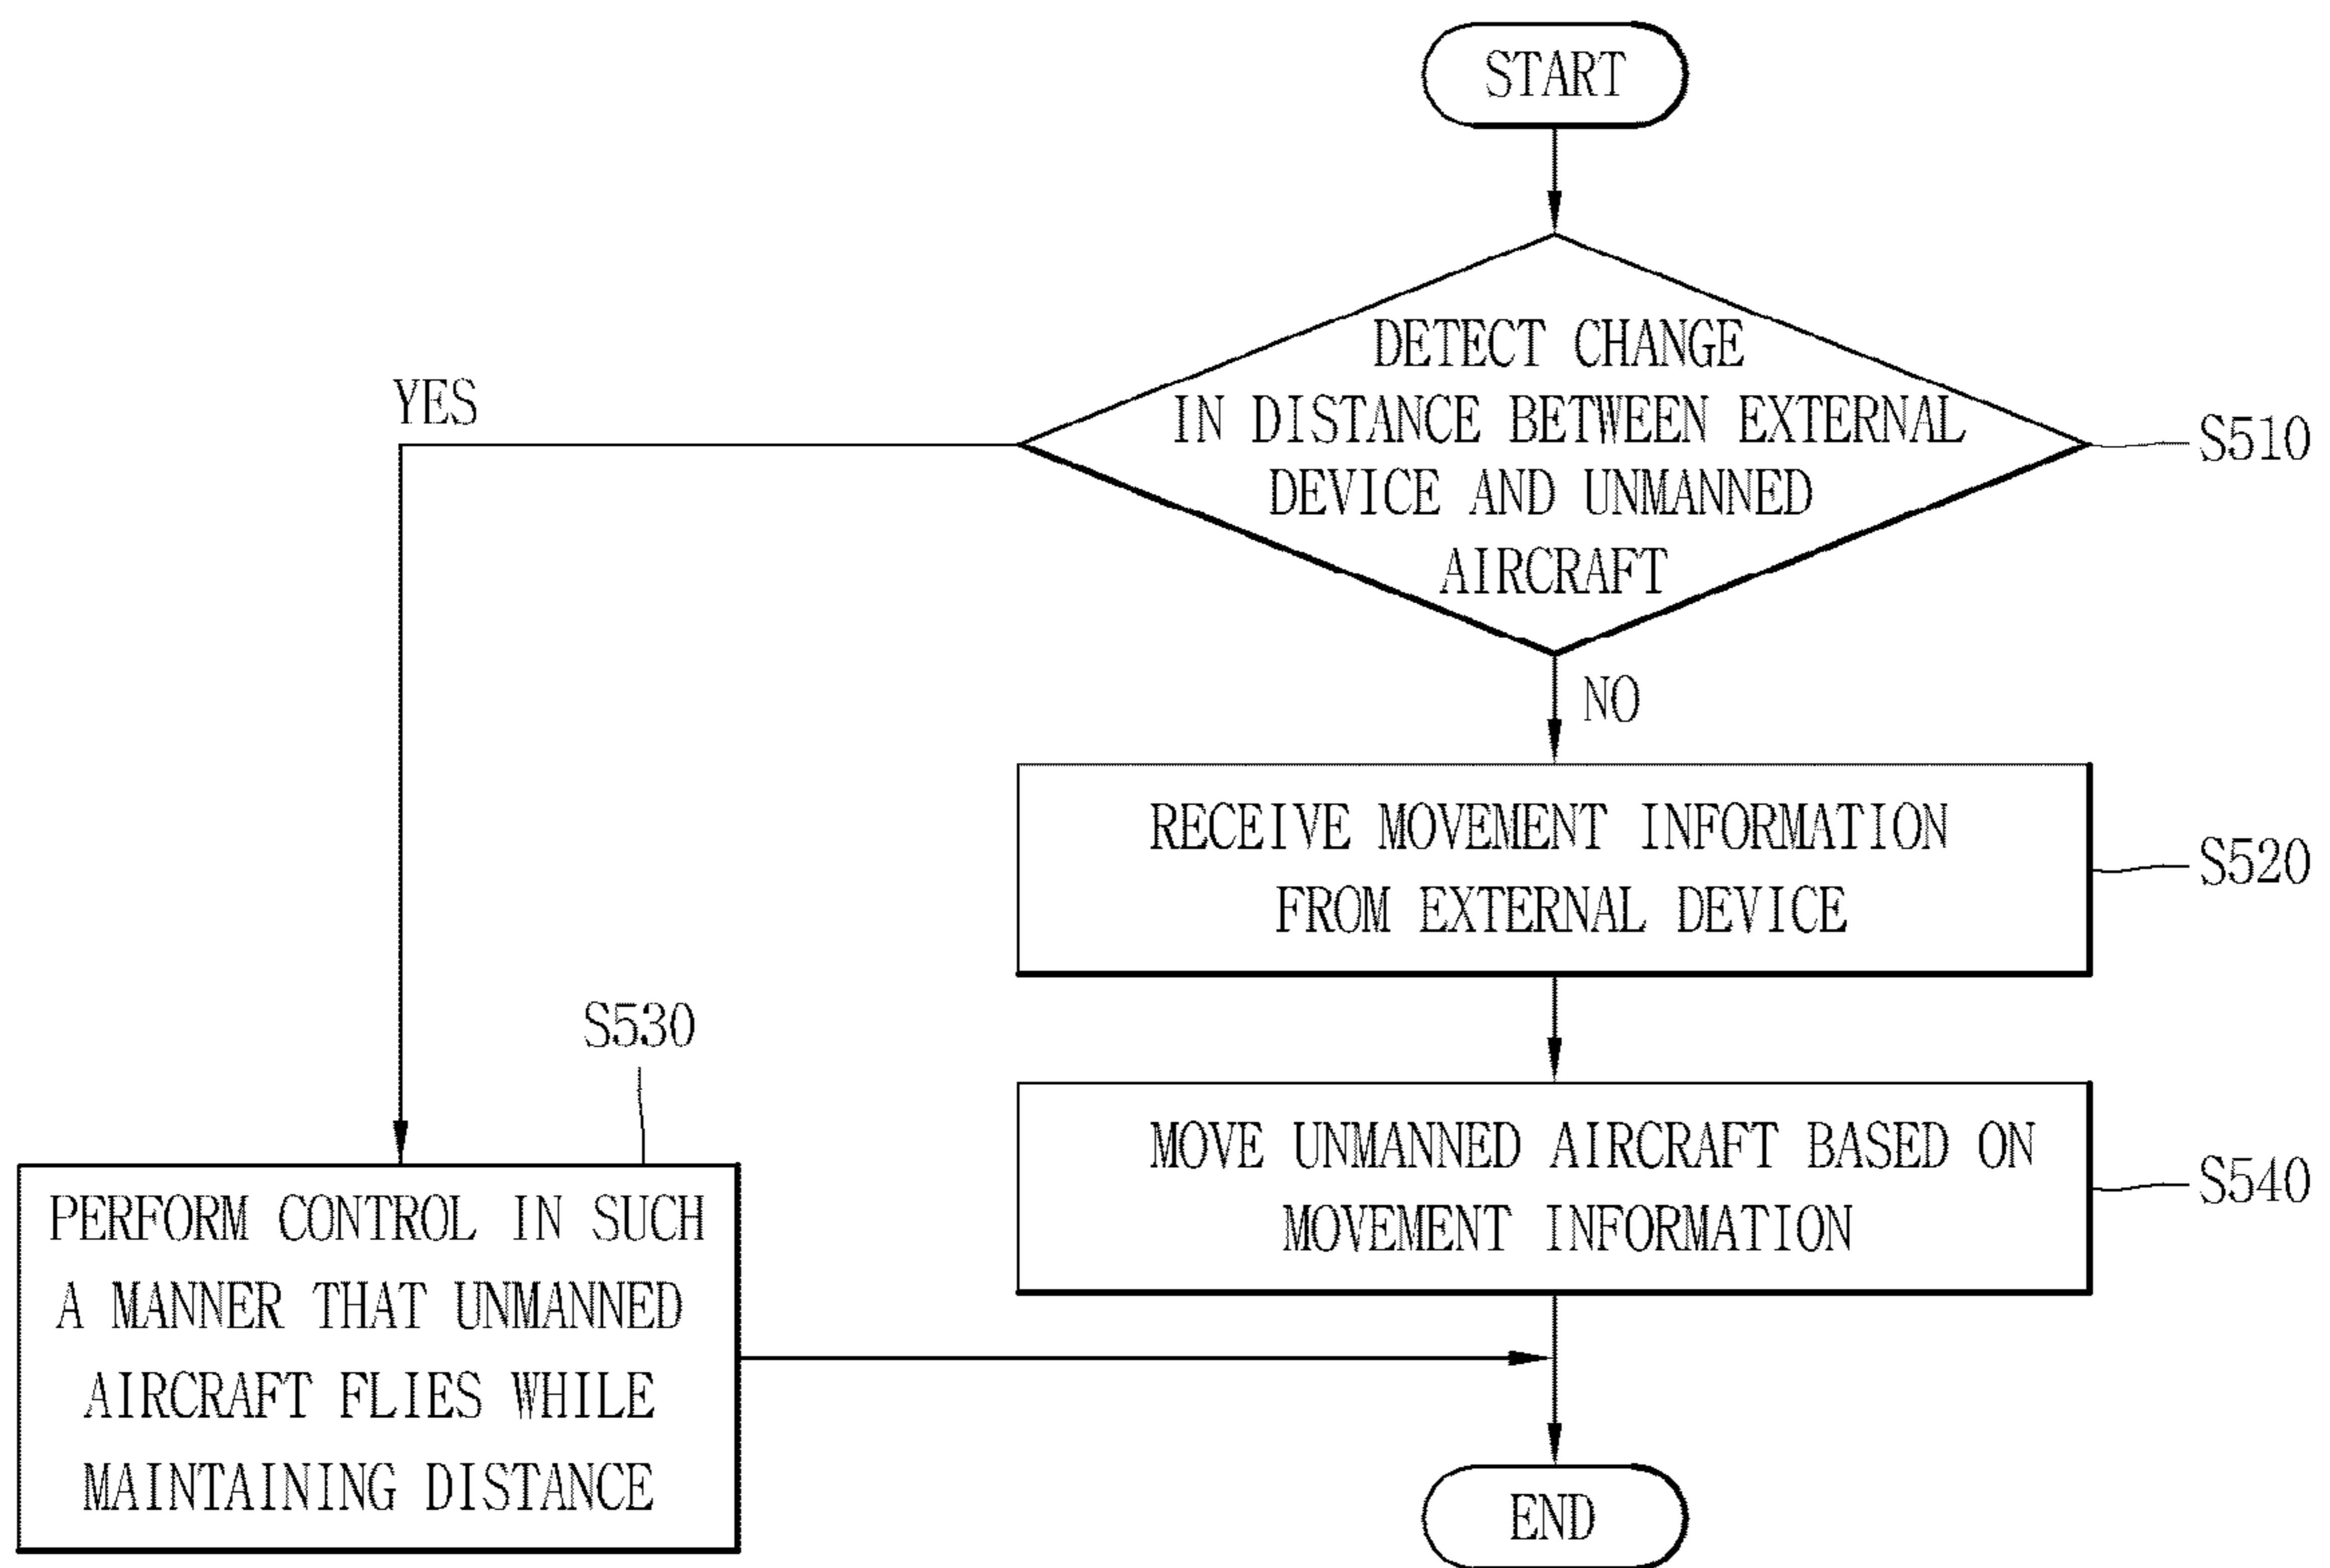 START
DETECT CHANGE
IN DISTANCE BETWEEN EXTERNAL
DEVICE AND UNMANNED
AIRCRAFT
S510
YES
NO
RECEIVE MOVEMENT INFORMATION
FROM EXTERNAL DEVICE
S520
S530
PERFORM CONTROL IN SUCH
A MANNER THAT UNMANNED
AIRCRAFT FLIES WHILE
MAINTAINING DISTANCE
MOVE UNMANNED AIRCRAFT BASED ON
MOVEMENT INFORMATION
S540
END